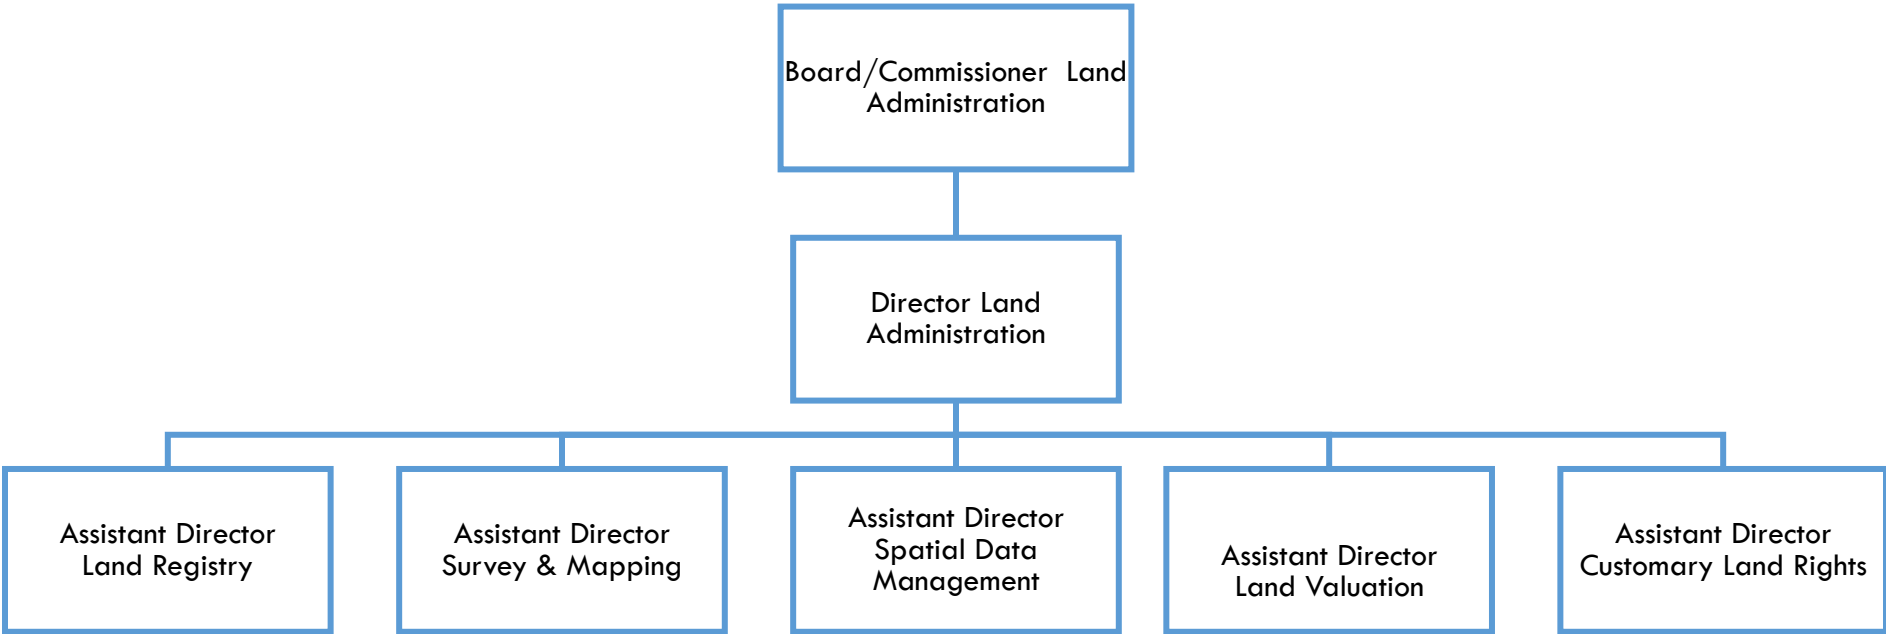 Board/Commissioner Land
Administration
Director Land
Administration
Assistant Director
Land Registry
Assistant Director
Survey & Mapping
Assistant Director
Spatial Data
Management
Assistant Director
Land Valuation
Assistant Director
Customary Land Rights